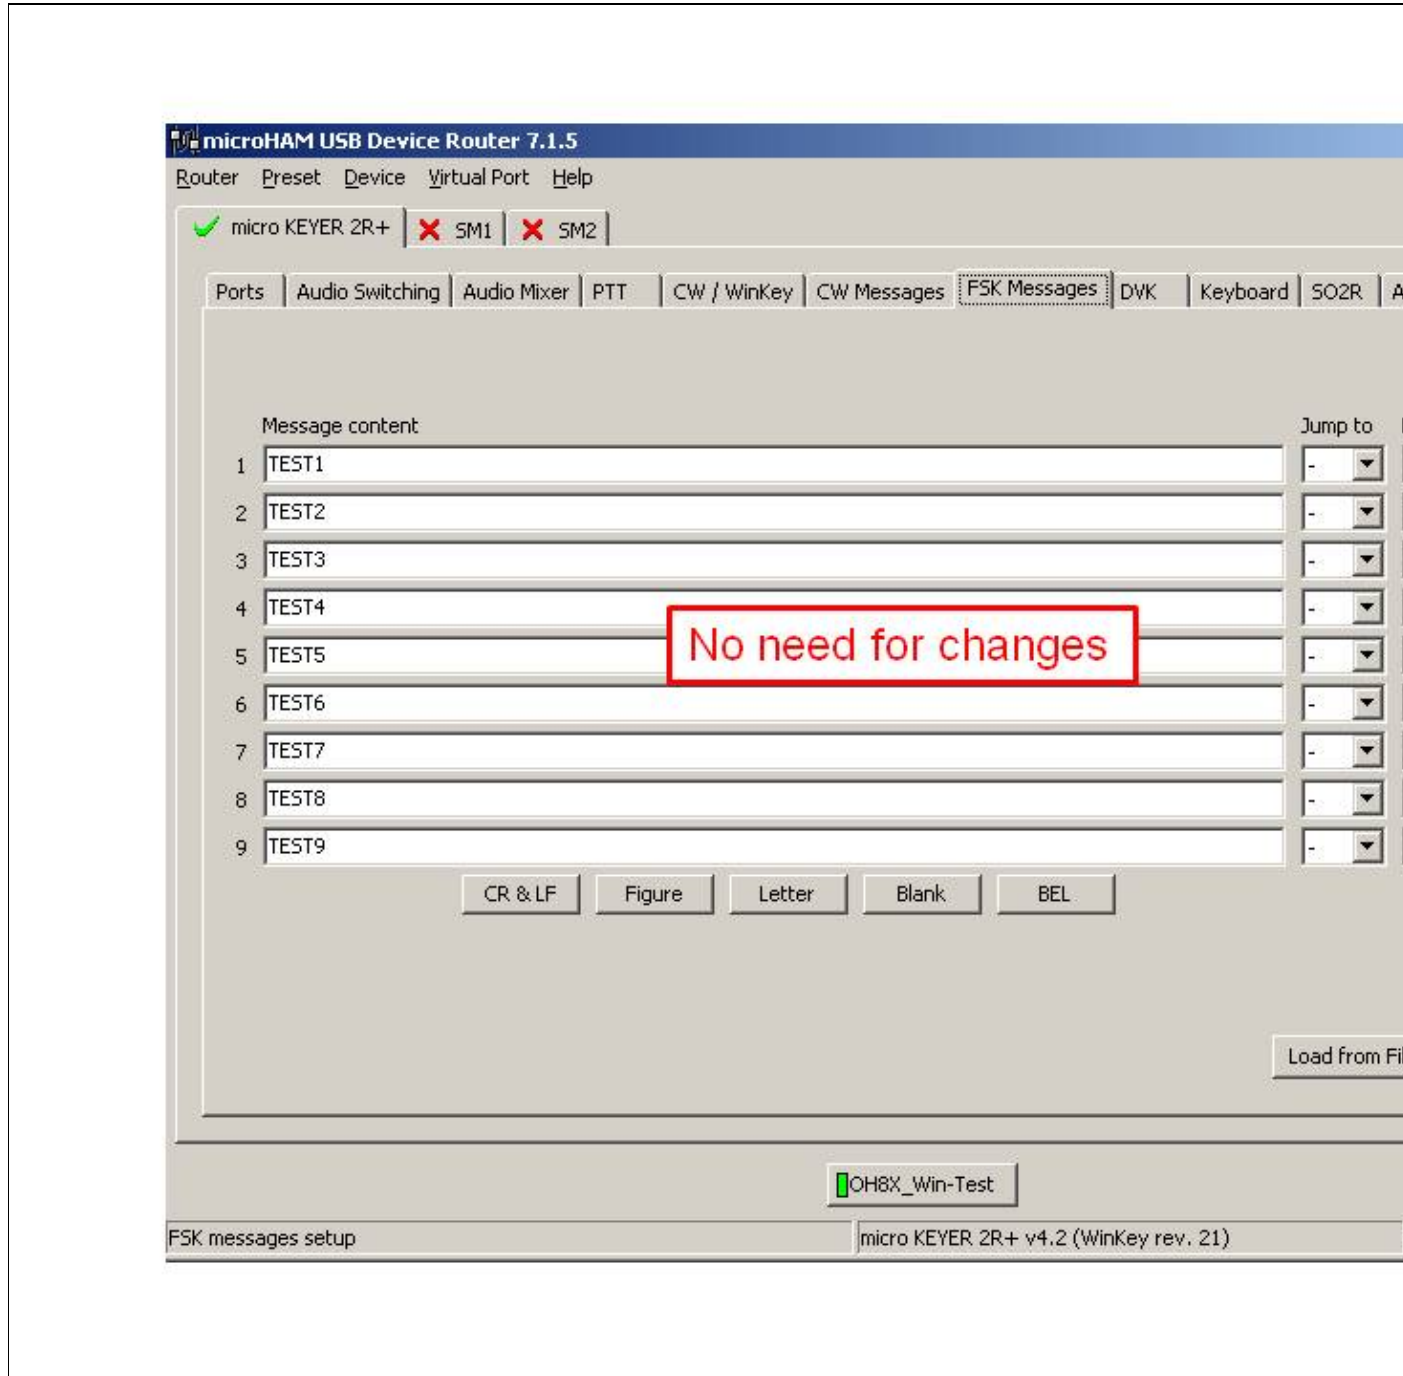 microHAM USB Device Router 7.1.5
Router Preset Device Virtual Port Help
micro KEYER 2R+ SM1 SM2
Ports Audio Switching Audio Mixer PTT CW / WinKey CW Messages FSK Messages DVK Keyboard SO2R A
Message content Jump to
1 TEST1 -
2 TEST2 -
3 TEST3 -
4 TEST4 -
No need for changes
5 TEST5 -
6 TEST6 -
7 TEST7 -
8 TEST8 -
9 TEST9 -
CR & LF Figure Letter Blank BEL
Load from Fil
OH8X_Win-Test
FSK messages setup micro KEYER 2R+ v4.2 (WinKey rev. 21)